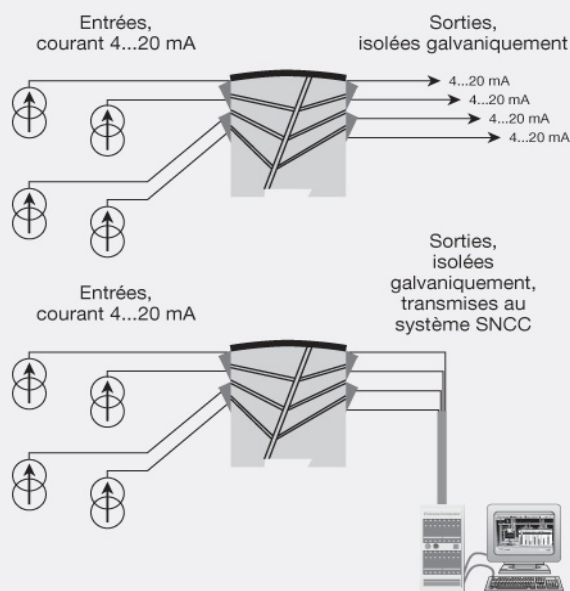 Entrées,
courant 4...20 mA
Sorties,
isolées galvaniquement
4...20 mA
4...20 mA
4...20 mA
4...20 mA
Entrées,
courant 4...20 mA
Sorties,
isolées
galvaniquement,
transmises au
système SNCC